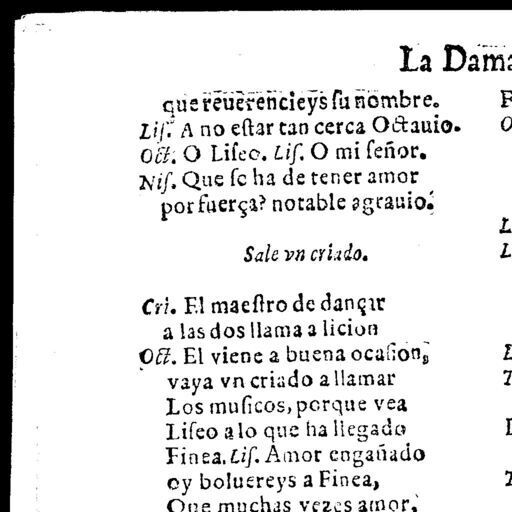 La Dama
que reuerencieys ſu nombre.
Liſ. A no eſtar tan cerca Octauio.
Oct. O Liſeo. Liſ. O mi ſeñor.
Niſ. Que ſe ha de tener amor
por fuerça? notable agrauio.
Sale vn criado.
Cri. El maeſtro de dançar
a las dos llama a licion
Oct. El viene a buena ocaſion,
vaya vn criado a llamar
Los muſicos, porque vea
Liſeo a lo que ha llegado
Finea. Liſ. Amor engañado
oy boluereys a Finea,
Que muchas vezes amor,